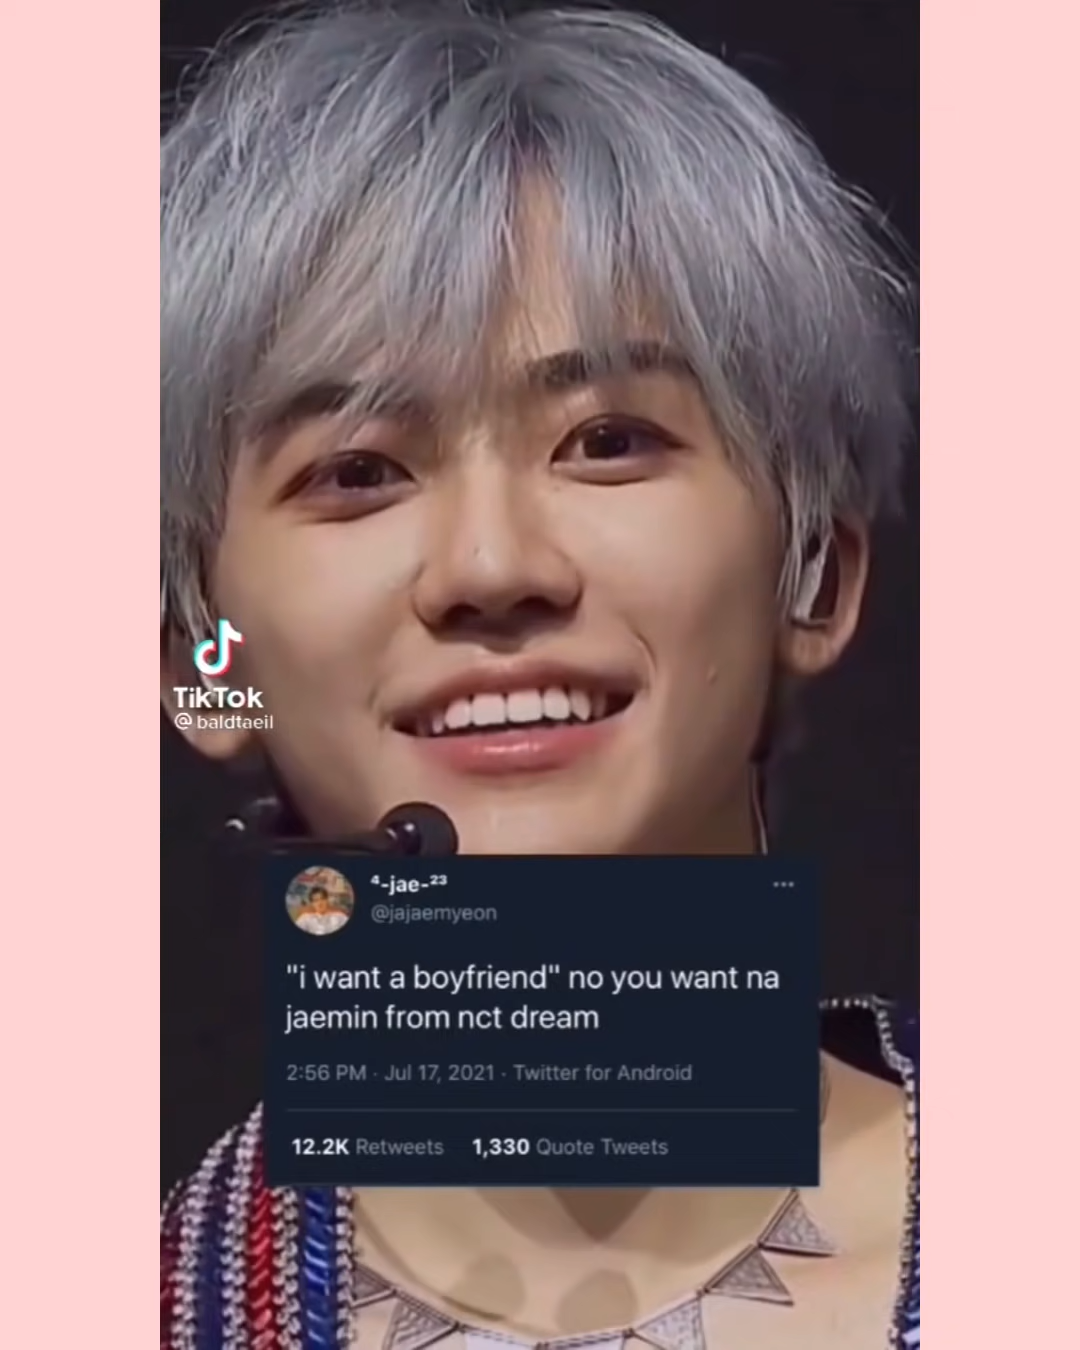 TikTok
@ baldtaeil
⁴-jae-²³
@jajaemyeon
"i want a boyfriend" no you want na
jaemin from nct dream
2:56 PM · Jul 17, 2021 · Twitter for Android
12.2K Retweets 1,330 Quote Tweets